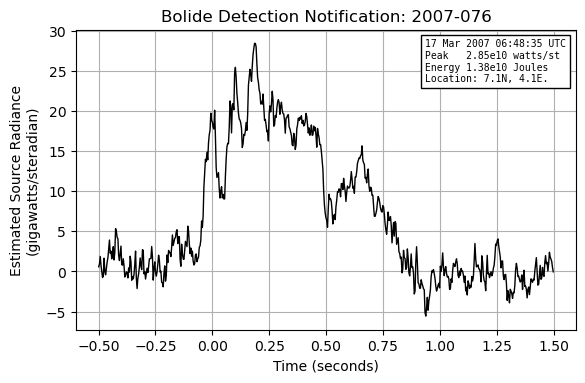 Bolide Detection Notification: 2007-076
17 Mar 2007 06:48:35 UTC
Peak   2.85e10 watts/st
Energy 1.38e10 Joules
Location: 7.1N, 4.1E.
Estimated Source Radiance
(gigawatts/steradian)
30
25
20
15
10
5
0
−5
−0.50 −0.25 0.00 0.25 0.50 0.75 1.00 1.25 1.50
Time (seconds)